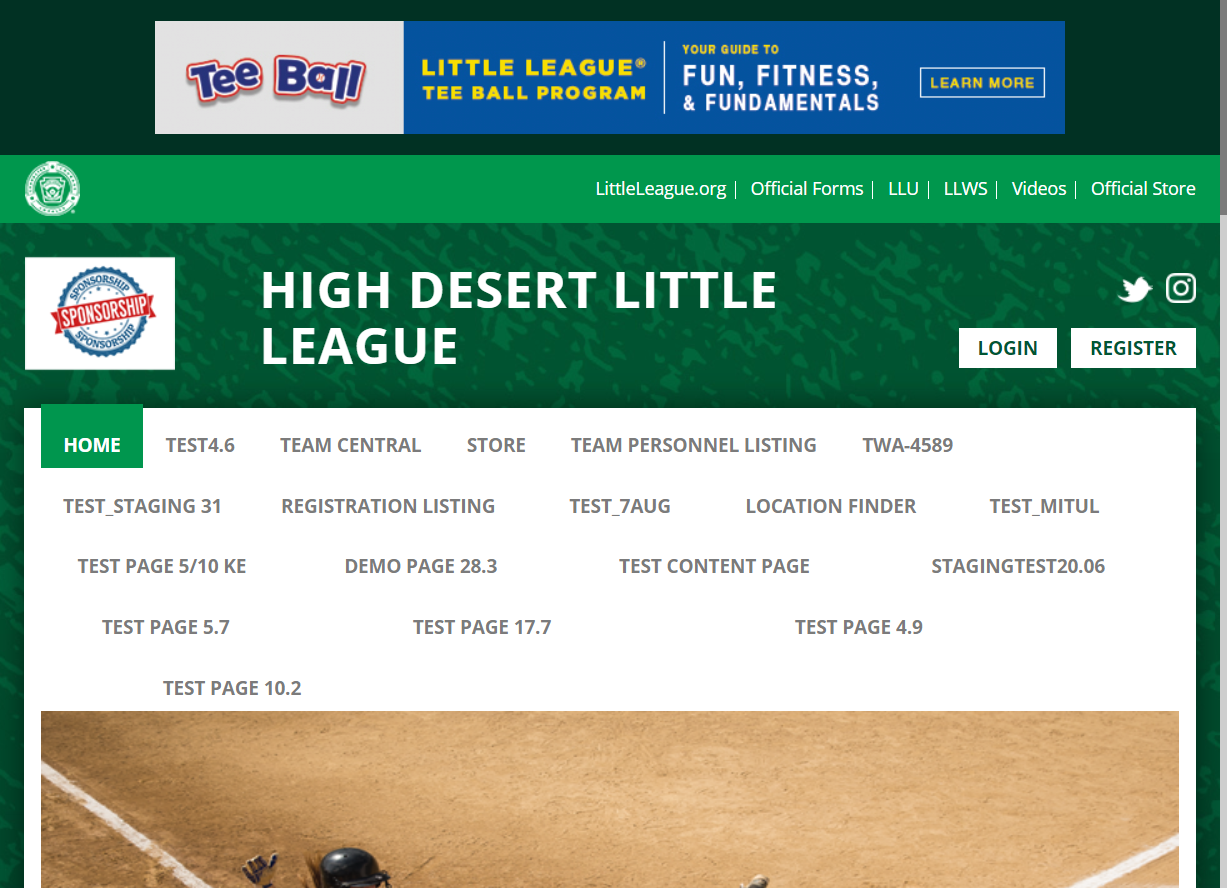 Tee Ball
LITTLE LEAGUE®
TEE BALL PROGRAM
YOUR GUIDE TO
FUN, FITNESS,
& FUNDAMENTALS
LEARN MORE
LittleLeague.org
Official Forms
LLU
LLWS
Videos
Official Store
SPONSORSHIP
SPONSORSHIP
SPONSORSHIP
HIGH DESERT LITTLE
LEAGUE
LOGIN
REGISTER
HOME
TEST4.6
TEAM CENTRAL
STORE
TEAM PERSONNEL LISTING
TWA-4589
TEST_STAGING 31
REGISTRATION LISTING
TEST_7AUG
LOCATION FINDER
TEST_MITUL
TEST PAGE 5/10 KE
DEMO PAGE 28.3
TEST CONTENT PAGE
STAGINGTEST20.06
TEST PAGE 5.7
TEST PAGE 17.7
TEST PAGE 4.9
TEST PAGE 10.2